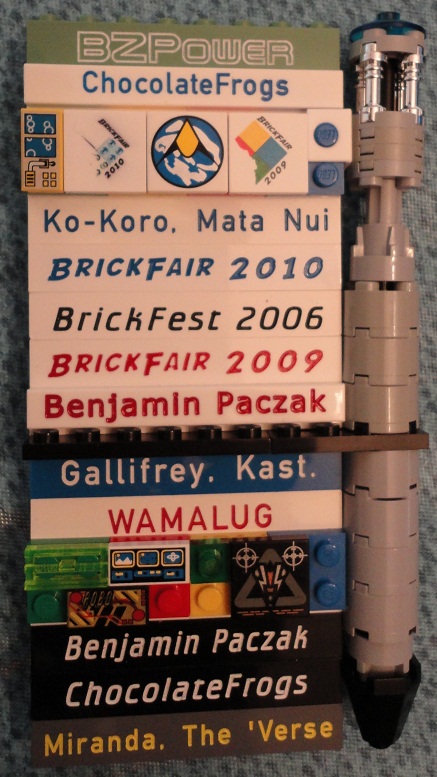 BZPOWER
ChocolateFrogs
BRICKFAIR 2010
BRICKFAIR 2009
Ko-Koro, Mata Nui
BRICKFAIR 2010
BrickFest 2006
BRICKFAIR 2009
Benjamin Paczak
Gallifrey, Kast.
WAMALUG
Benjamin Paczak
ChocolateFrogs
Miranda, The 'Verse